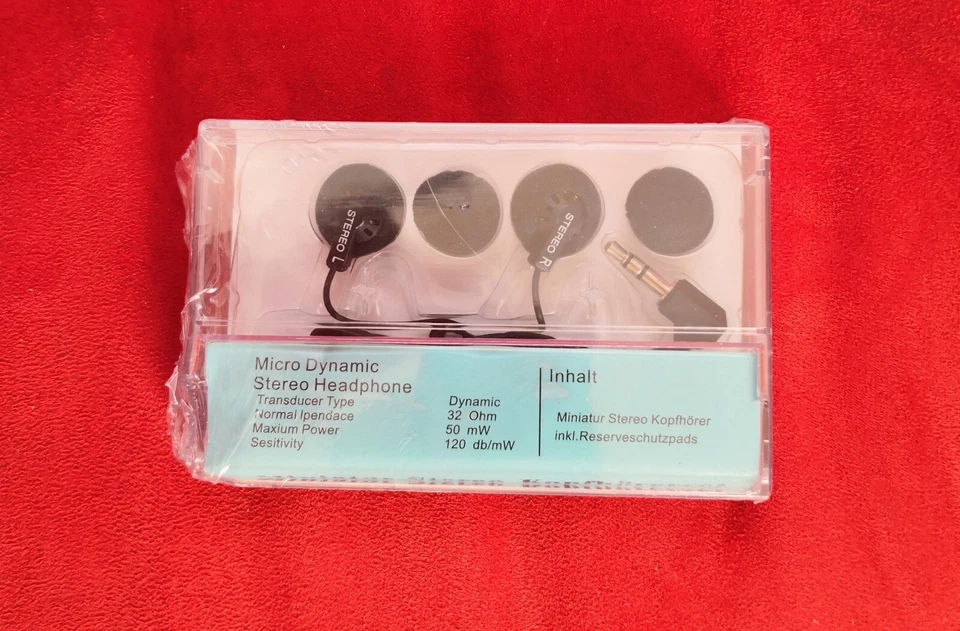 STEREO L
STEREO R
Micro Dynamic
Stereo Headphone
Transducer Type Dynamic
Normal Ipendace 32 Ohm
Maxium Power 50 mW
Sesitivity 120 db/mW
Inhalt
Miniatur Stereo Kopfhörer
inkl.Reserveschutzpads